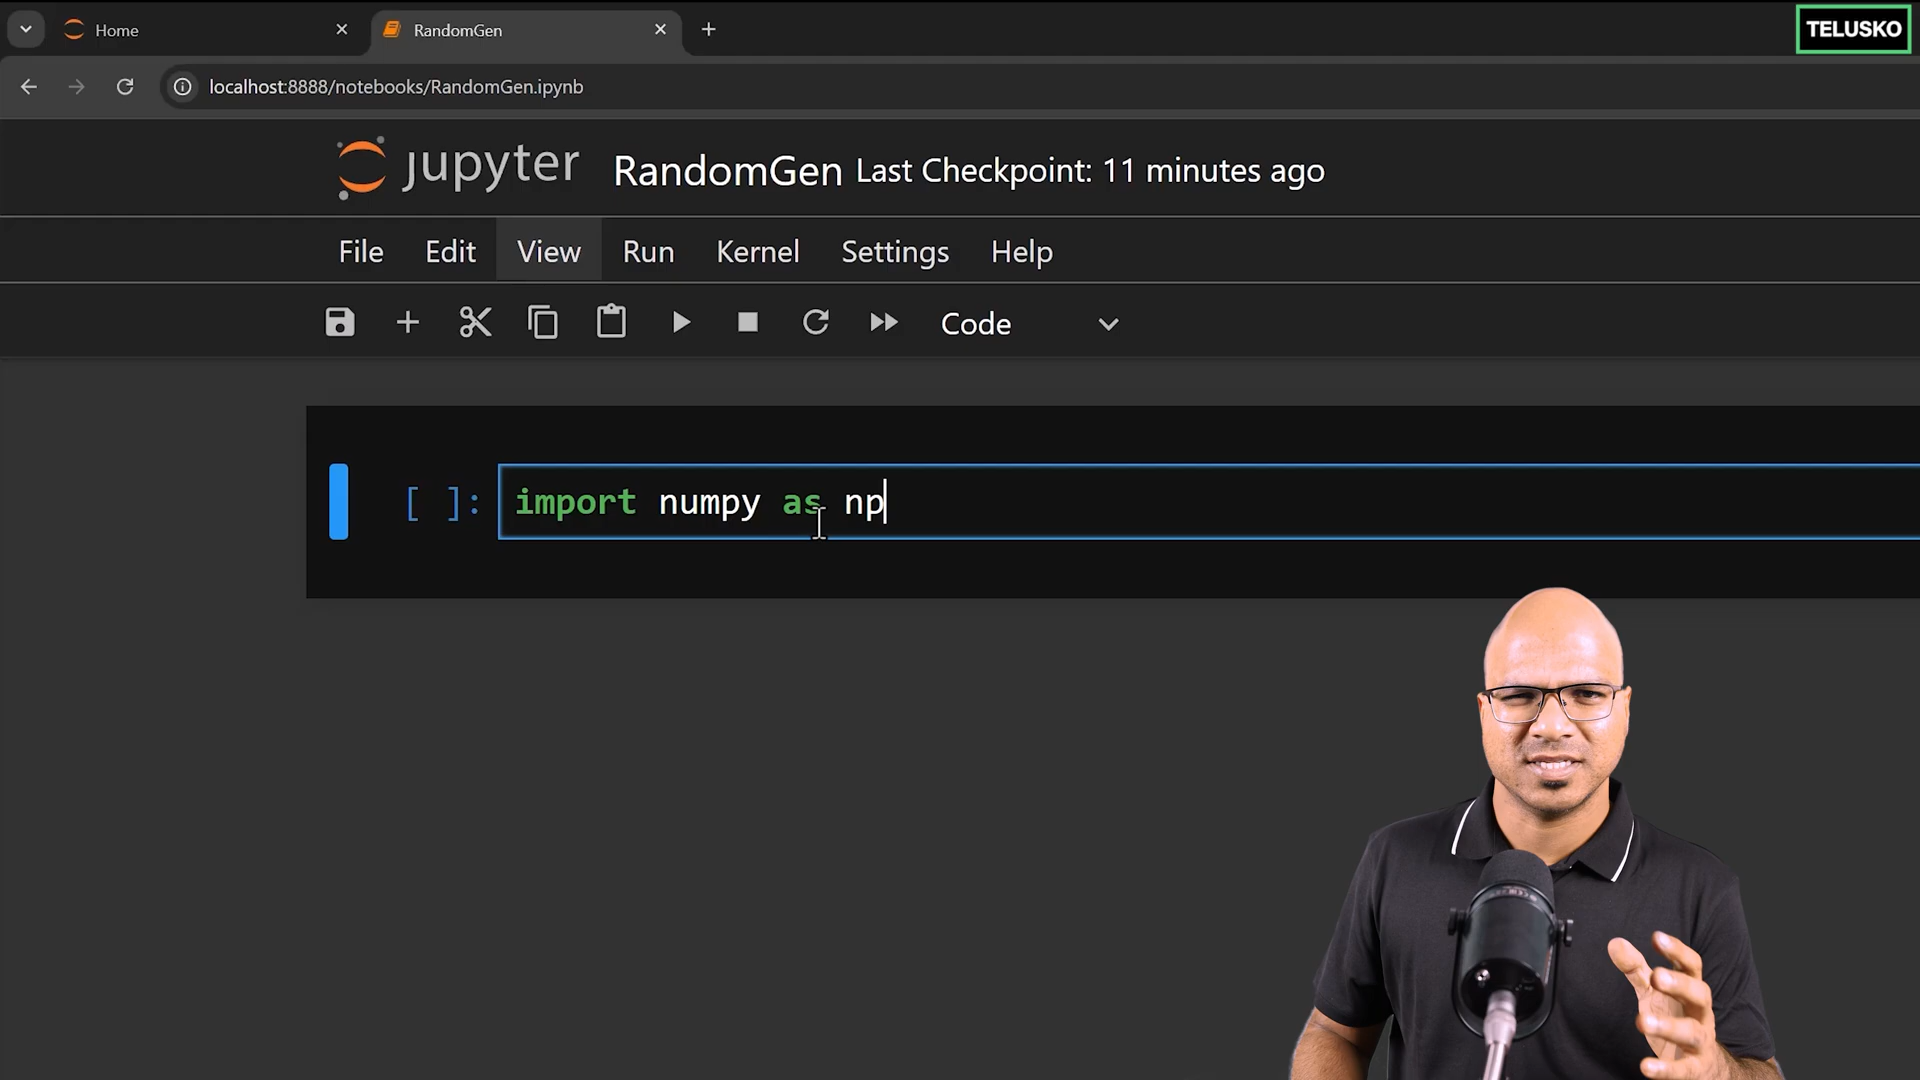 Home
RandomGen
TELUSKO
localhost:8888/notebooks/RandomGen.ipynb
jupyter RandomGen Last Checkpoint: 11 minutes ago
File Edit View Run Kernel Settings Help
Code
[ ]: import numpy as np